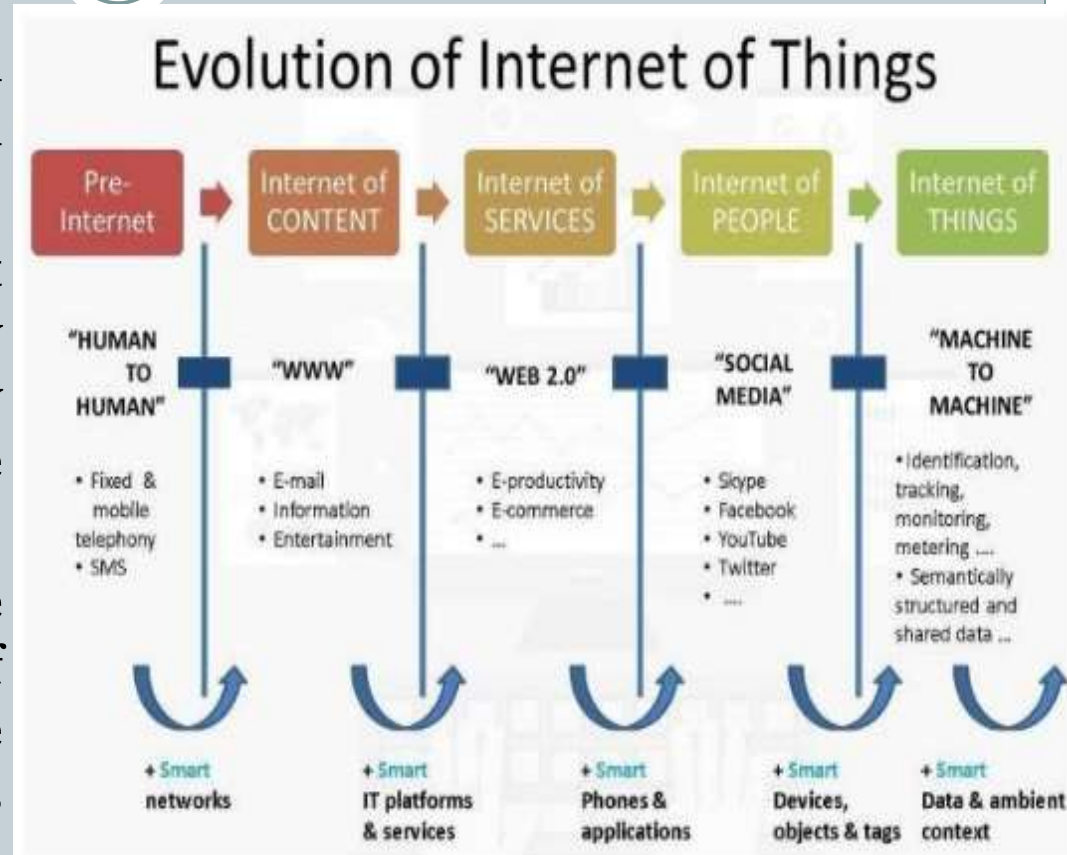 Evolution of Internet of Things
Pre-
Internet
Internet of
CONTENT
Internet of
SERVICES
Internet of
PEOPLE
Internet of
THINGS
"HUMAN
TO
HUMAN"
"WWW"
"WEB 2.0"
"SOCIAL
MEDIA"
"MACHINE
TO
MACHINE"
• Fixed &
mobile
telephony
• SMS
• E-mail
• Information
• Entertainment
• E-productivity
• E-commerce
• ...
• Skype
• Facebook
• YouTube
• Twitter
• ....
•Identification,
tracking,
monitoring,
metering ....
• Semantically
structured and
shared data ...
+ Smart
networks
+ Smart
IT platforms
& services
+ Smart
Phones &
applications
+ Smart
Devices,
objects & tags
+ Smart
Data & ambient
context